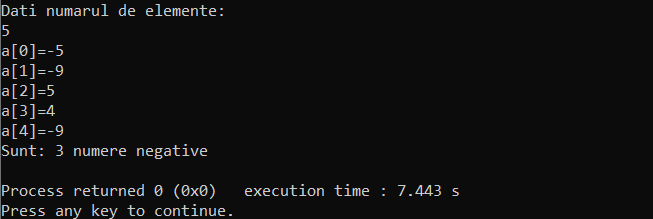 Dati numarul de elemente:
5
a[0]=-5
a[1]=-9
a[2]=5
a[3]=4
a[4]=-9
Sunt: 3 numere negative
Process returned 0 (0x0)   execution time : 7.443 s
Press any key to continue.